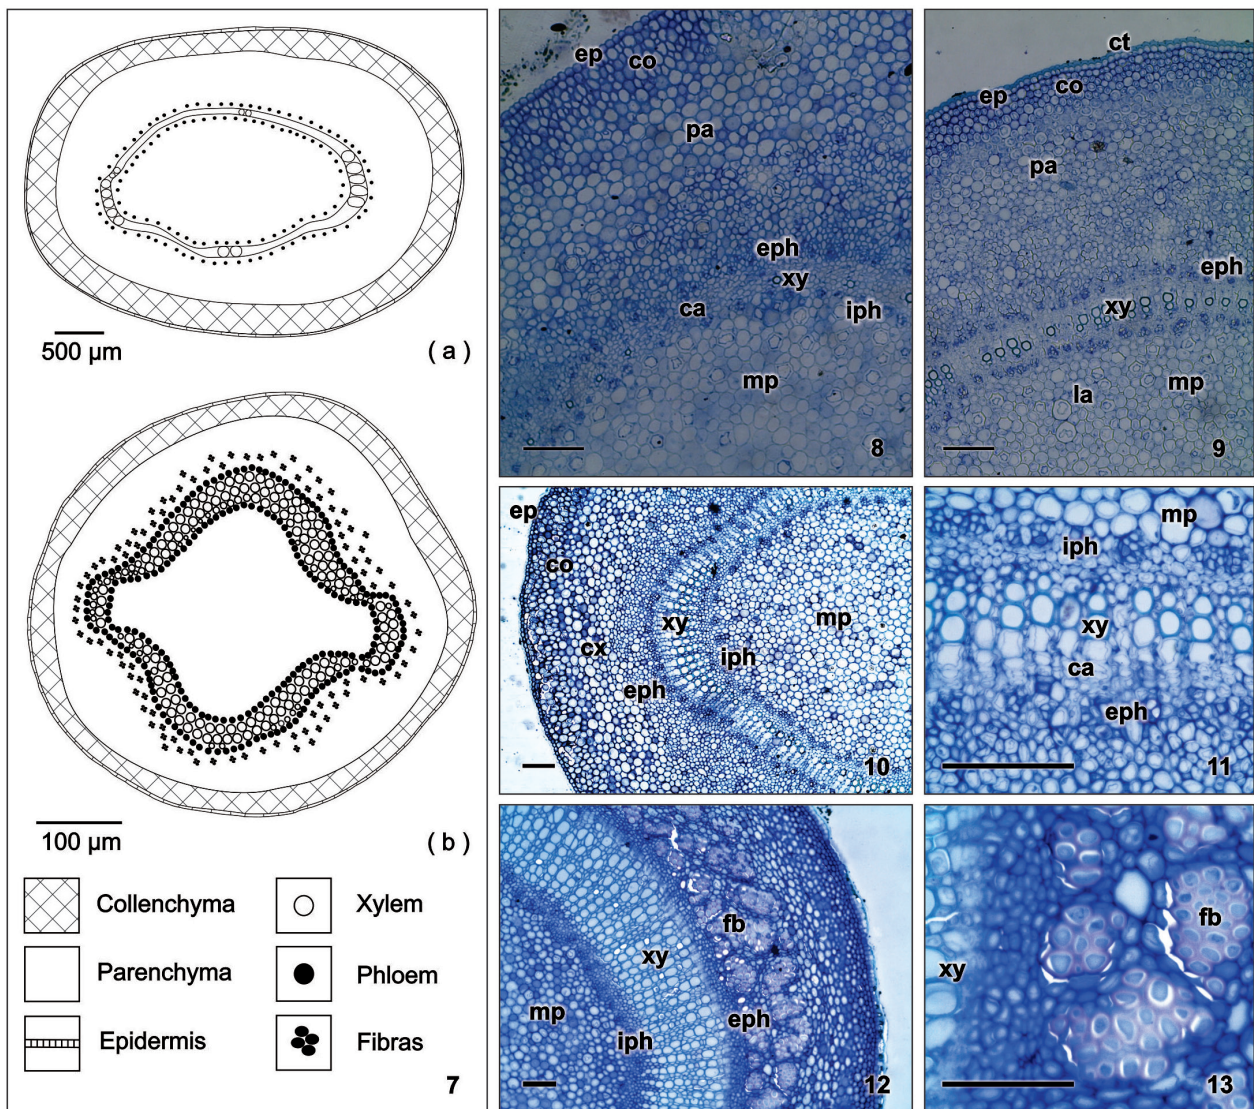 500 µm
( a )
100 µm
( b )
Collenchyma
Xylem
Parenchyma
Phloem
Epidermis
Fibras
7
ep
co
pa
eph
xy
ca
iph
mp
8
ct
ep
co
pa
eph
xy
la
mp
9
ep
co
cx
xy
mp
iph
eph
10
mp
iph
xy
ca
eph
11
fb
xy
mp
eph
iph
12
fb
xy
13